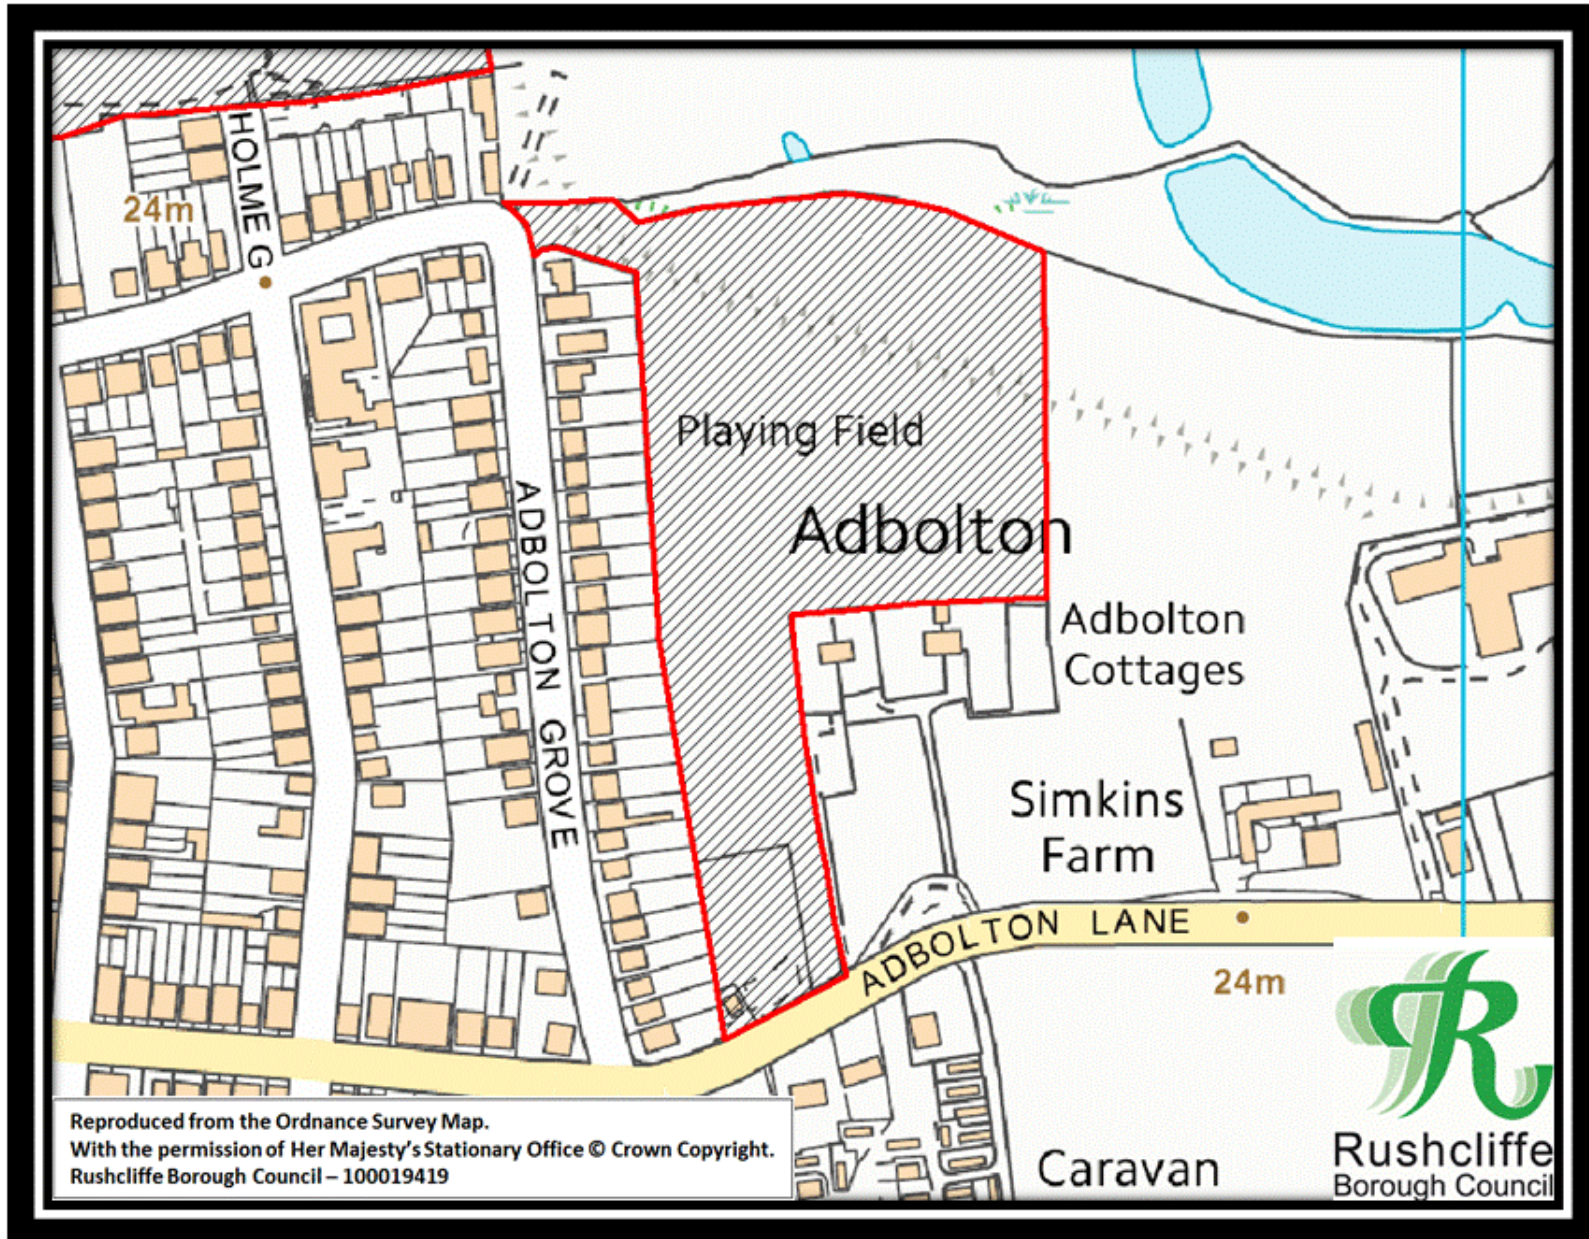 HOLME G
24m
Playing Field
Adbolton
ADBOLTON GROVE
Adbolton
Cottages
Simkins
Farm
ADBOLTON LANE
24m
Caravan
Reproduced from the Ordnance Survey Map.
With the permission of Her Majesty's Stationary Office © Crown Copyright.
Rushcliffe Borough Council – 100019419
R
Rushcliffe
Borough Council